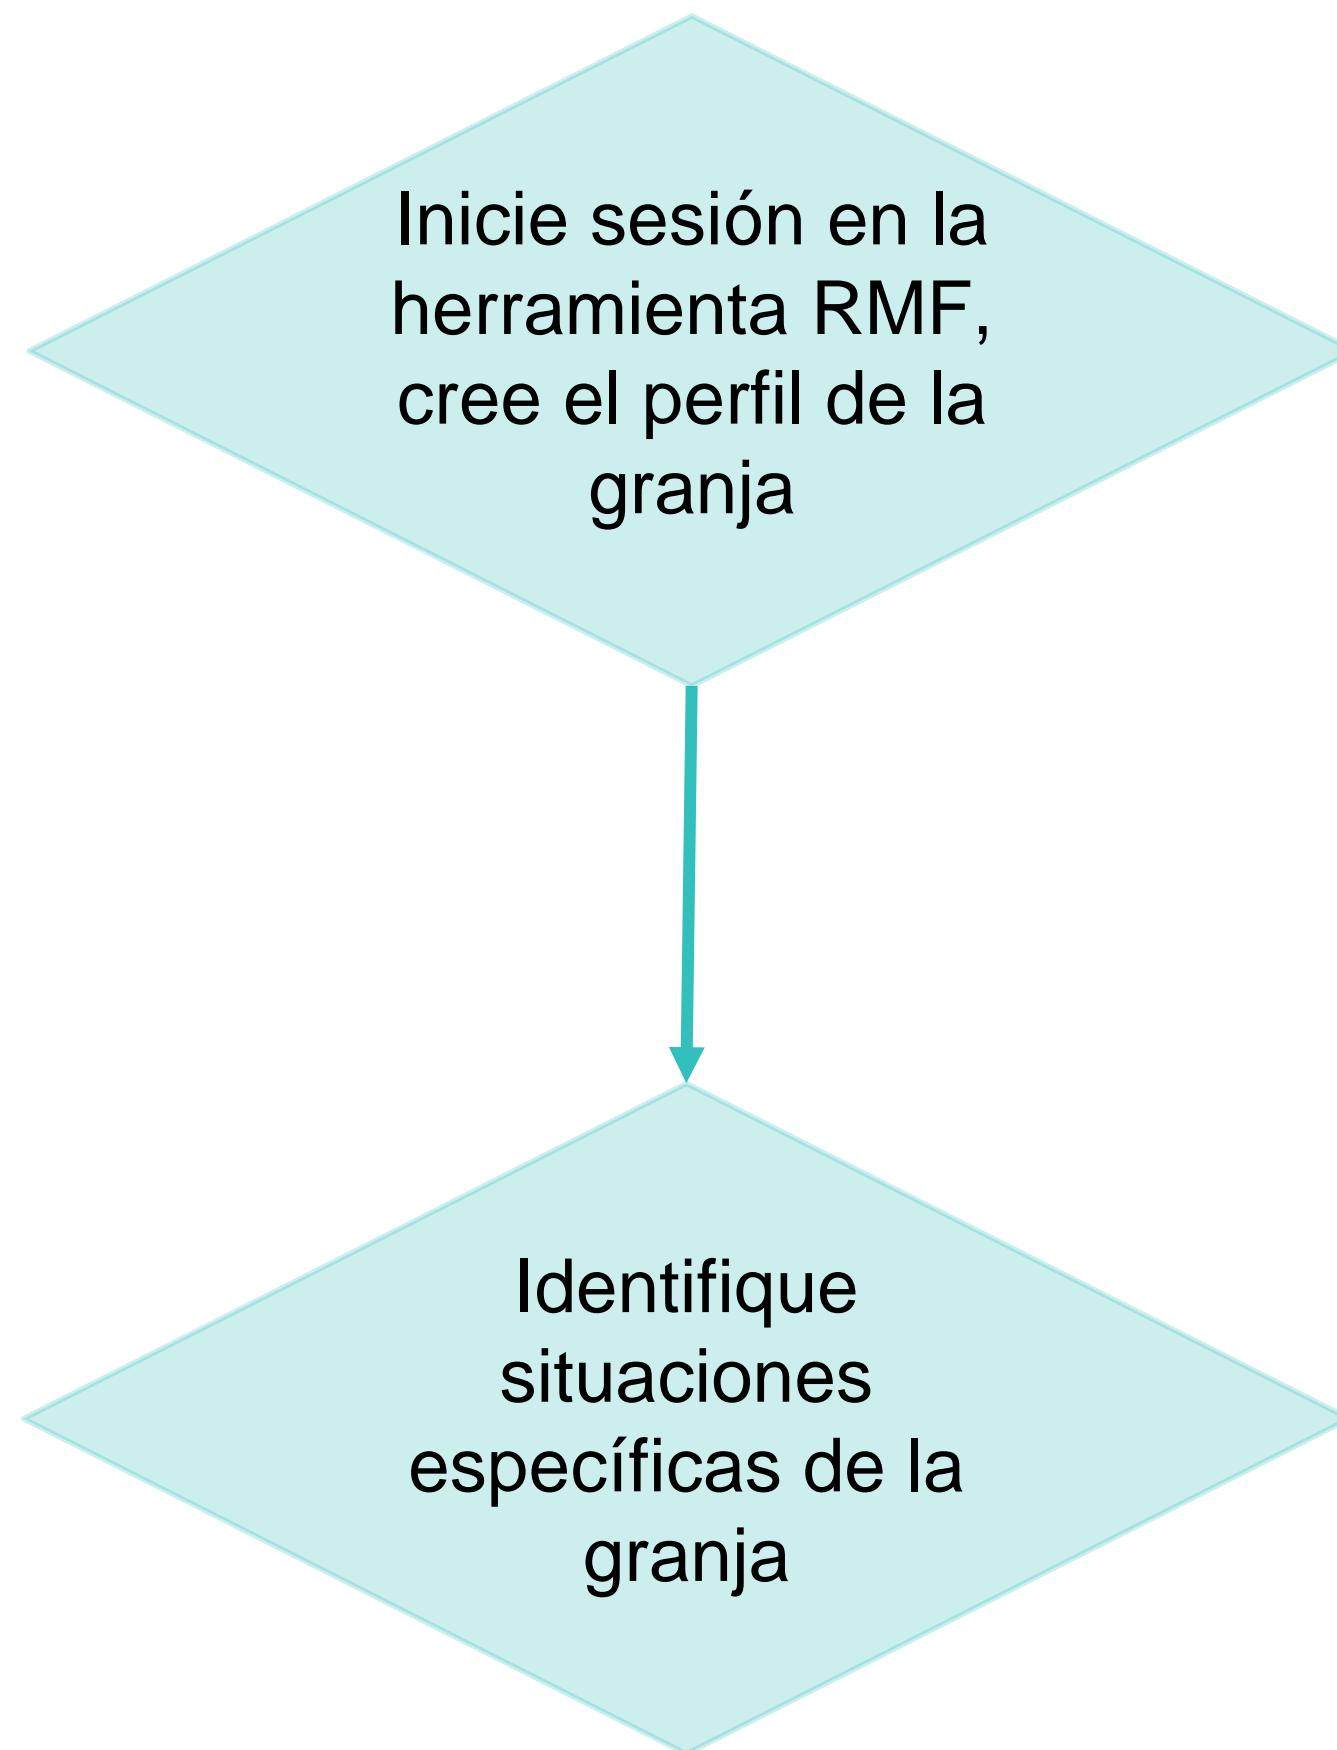 Inicie sesión en la
herramienta RMF,
cree el perfil de la
granja
Identifique
situaciones
específicas de la
granja